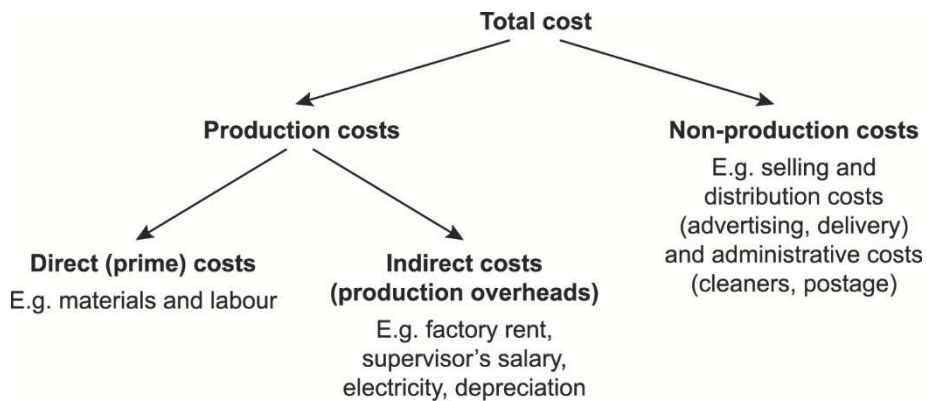 Total cost
Production costs
Non-production costs
E.g. selling and
distribution costs
(advertising, delivery)
and administrative costs
(cleaners, postage)
Direct (prime) costs
E.g. materials and labour
Indirect costs
(production overheads)
E.g. factory rent,
supervisor’s salary,
electricity, depreciation